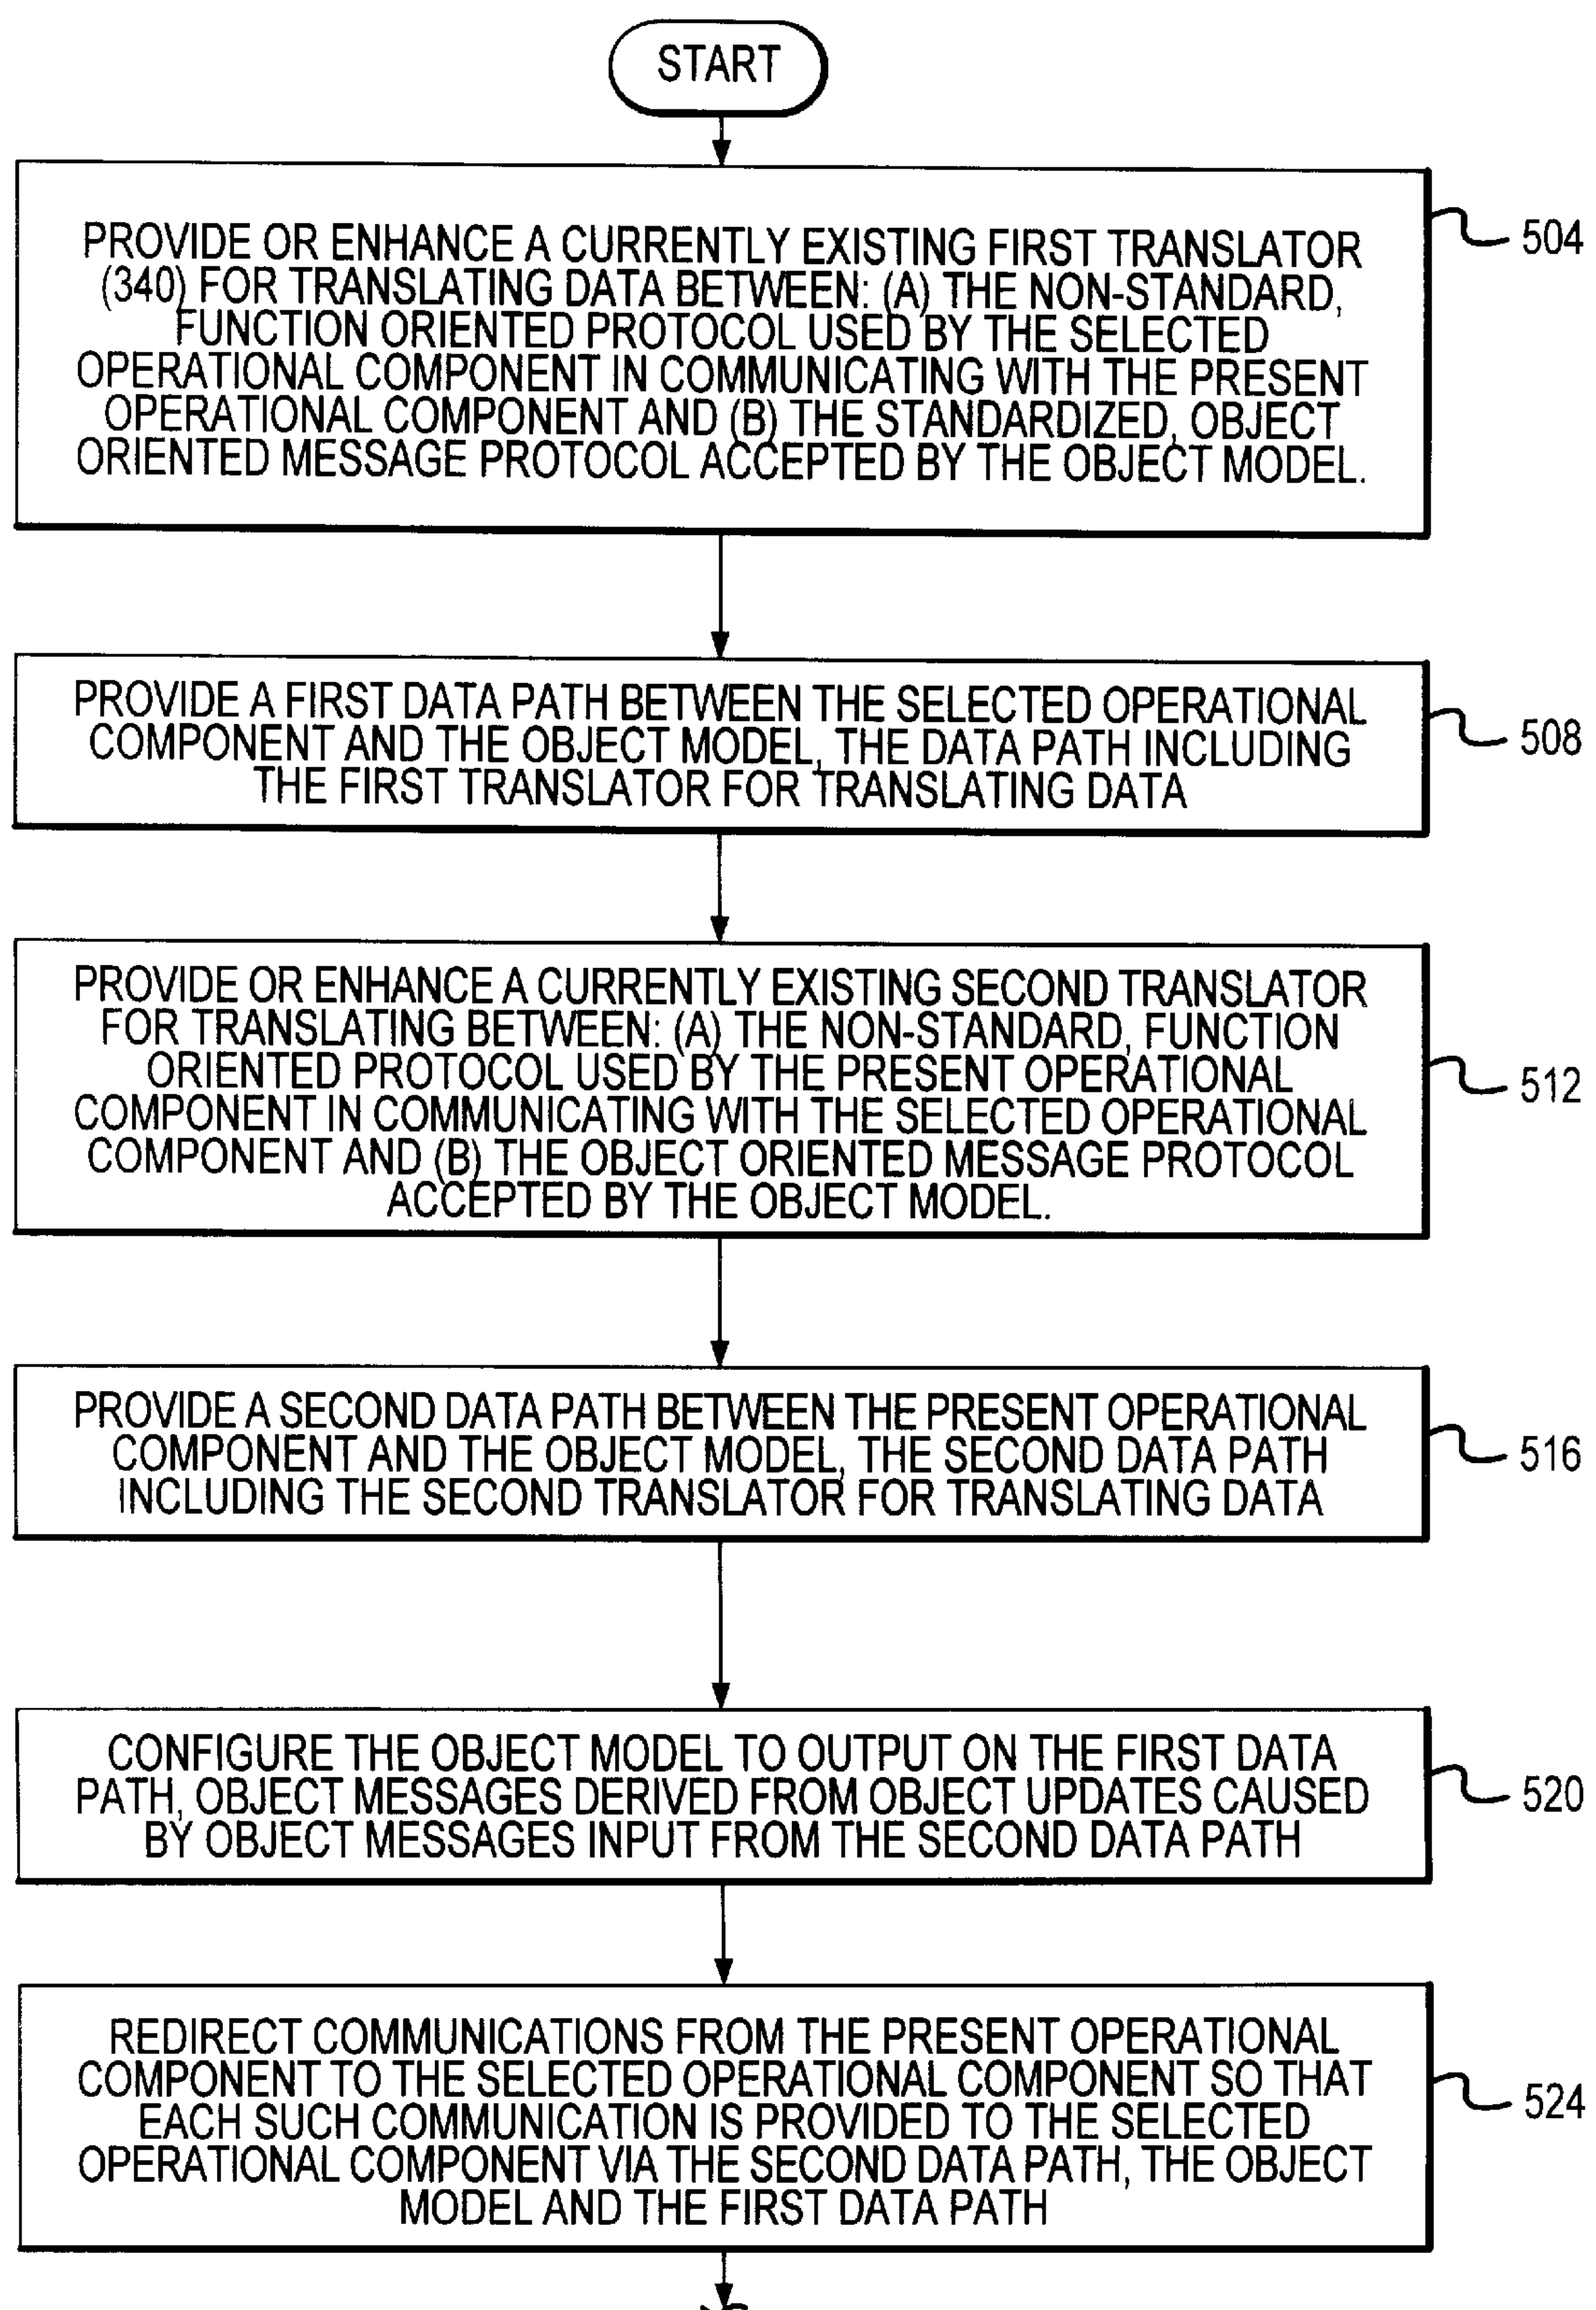 START
PROVIDE OR ENHANCE A CURRENTLY EXISTING FIRST TRANSLATOR
(340) FOR TRANSLATING DATA BETWEEN: (A) THE NON-STANDARD,
FUNCTION ORIENTED PROTOCOL USED BY THE SELECTED
OPERATIONAL COMPONENT IN COMMUNICATING WITH THE PRESENT
OPERATIONAL COMPONENT AND (B) THE STANDARDIZED, OBJECT
ORIENTED MESSAGE PROTOCOL ACCEPTED BY THE OBJECT MODEL.
504
PROVIDE A FIRST DATA PATH BETWEEN THE SELECTED OPERATIONAL
COMPONENT AND THE OBJECT MODEL, THE DATA PATH INCLUDING
THE FIRST TRANSLATOR FOR TRANSLATING DATA
508
PROVIDE OR ENHANCE A CURRENTLY EXISTING SECOND TRANSLATOR
FOR TRANSLATING BETWEEN: (A) THE NON-STANDARD, FUNCTION
ORIENTED PROTOCOL USED BY THE PRESENT OPERATIONAL
COMPONENT IN COMMUNICATING WITH THE SELECTED OPERATIONAL
COMPONENT AND (B) THE OBJECT ORIENTED MESSAGE PROTOCOL
ACCEPTED BY THE OBJECT MODEL.
512
PROVIDE A SECOND DATA PATH BETWEEN THE PRESENT OPERATIONAL
COMPONENT AND THE OBJECT MODEL, THE SECOND DATA PATH
INCLUDING THE SECOND TRANSLATOR FOR TRANSLATING DATA
516
CONFIGURE THE OBJECT MODEL TO OUTPUT ON THE FIRST DATA
PATH, OBJECT MESSAGES DERIVED FROM OBJECT UPDATES CAUSED
BY OBJECT MESSAGES INPUT FROM THE SECOND DATA PATH
520
REDIRECT COMMUNICATIONS FROM THE PRESENT OPERATIONAL
COMPONENT TO THE SELECTED OPERATIONAL COMPONENT SO THAT
EACH SUCH COMMUNICATION IS PROVIDED TO THE SELECTED
OPERATIONAL COMPONENT VIA THE SECOND DATA PATH, THE OBJECT
MODEL AND THE FIRST DATA PATH
524